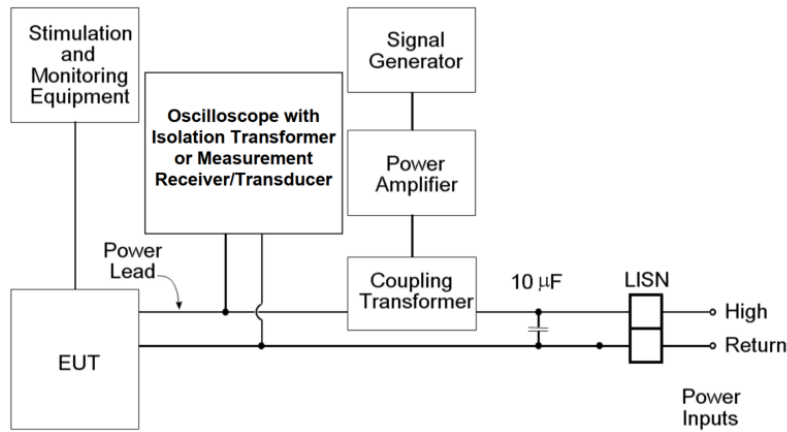 Stimulation
and
Monitoring
Equipment
Oscilloscope with
Isolation Transformer
or Measurement
Receiver/Transducer
Signal
Generator
Power
Amplifier
Power
Lead
Coupling
Transformer
10 μF
LISN
High
Return
EUT
Power
Inputs